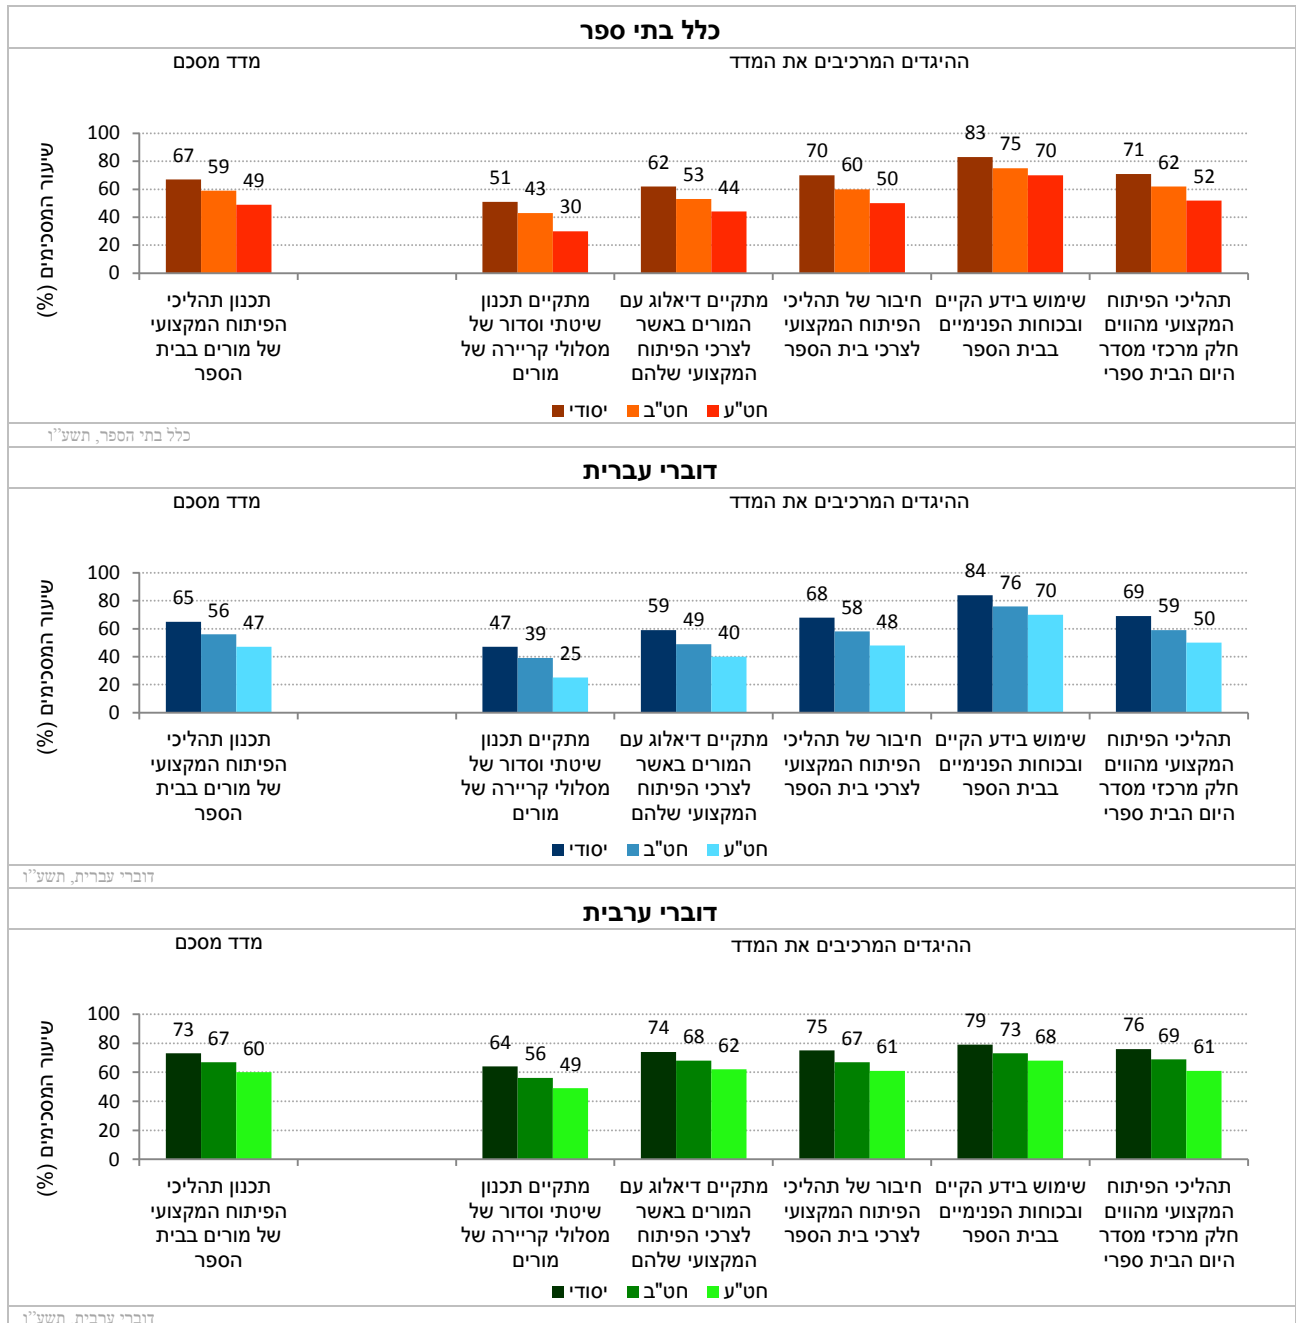 כלל בתי ספר
ההיגדים המרכיבים את המדד
מדד מסכם
שיעור המסכימים (%)
100
80
60
40
20
0
67 59 49
51 43 30
62 53 44
70 60 50
83 75 70
71 62 52
תכנון תהליכי
הפיתוח המקצועי
של מורים בבית
הספר
מתקיים תכנון
שיטתי וסדור של
מסלולי קריירה של
מורים
מתקיים דיאלוג עם
המורים באשר
לצרכי הפיתוח
המקצועי שלהם
חיבור של תהליכי
הפיתוח המקצועי
לצרכי בית הספר
שימוש בידע הקיים
ובכוחות הפנימיים
בבית הספר
תהליכי הפיתוח
המקצועי מהווים
חלק מרכזי מסדר
היום הבית ספרי
יסודי חט"ב חט"ע
כלל בתי הספר, תשע''ו
דוברי עברית
ההיגדים המרכיבים את המדד
מדד מסכם
שיעור המסכימים (%)
100
80
60
40
20
0
65 56 47
47 39 25
59 49 40
68 58 48
84 76 70
69 59 50
תכנון תהליכי
הפיתוח המקצועי
של מורים בבית
הספר
מתקיים תכנון
שיטתי וסדור של
מסלולי קריירה של
מורים
מתקיים דיאלוג עם
המורים באשר
לצרכי הפיתוח
המקצועי שלהם
חיבור של תהליכי
הפיתוח המקצועי
לצרכי בית הספר
שימוש בידע הקיים
ובכוחות הפנימיים
בבית הספר
תהליכי הפיתוח
המקצועי מהווים
חלק מרכזי מסדר
היום הבית ספרי
יסודי חט"ב חט"ע
דוברי עברית, תשע''ו
דוברי ערבית
ההיגדים המרכיבים את המדד
מדד מסכם
שיעור המסכימים (%)
100
80
60
40
20
0
73 67 60
64 56 49
74 68 62
75 67 61
79 73 68
76 69 61
תכנון תהליכי
הפיתוח המקצועי
של מורים בבית
הספר
מתקיים תכנון
שיטתי וסדור של
מסלולי קריירה של
מורים
מתקיים דיאלוג עם
המורים באשר
לצרכי הפיתוח
המקצועי שלהם
חיבור של תהליכי
הפיתוח המקצועי
לצרכי בית הספר
שימוש בידע הקיים
ובכוחות הפנימיים
בבית הספר
תהליכי הפיתוח
המקצועי מהווים
חלק מרכזי מסדר
היום הבית ספרי
יסודי חט"ב חט"ע
דוברי ערבית, תשע''ו